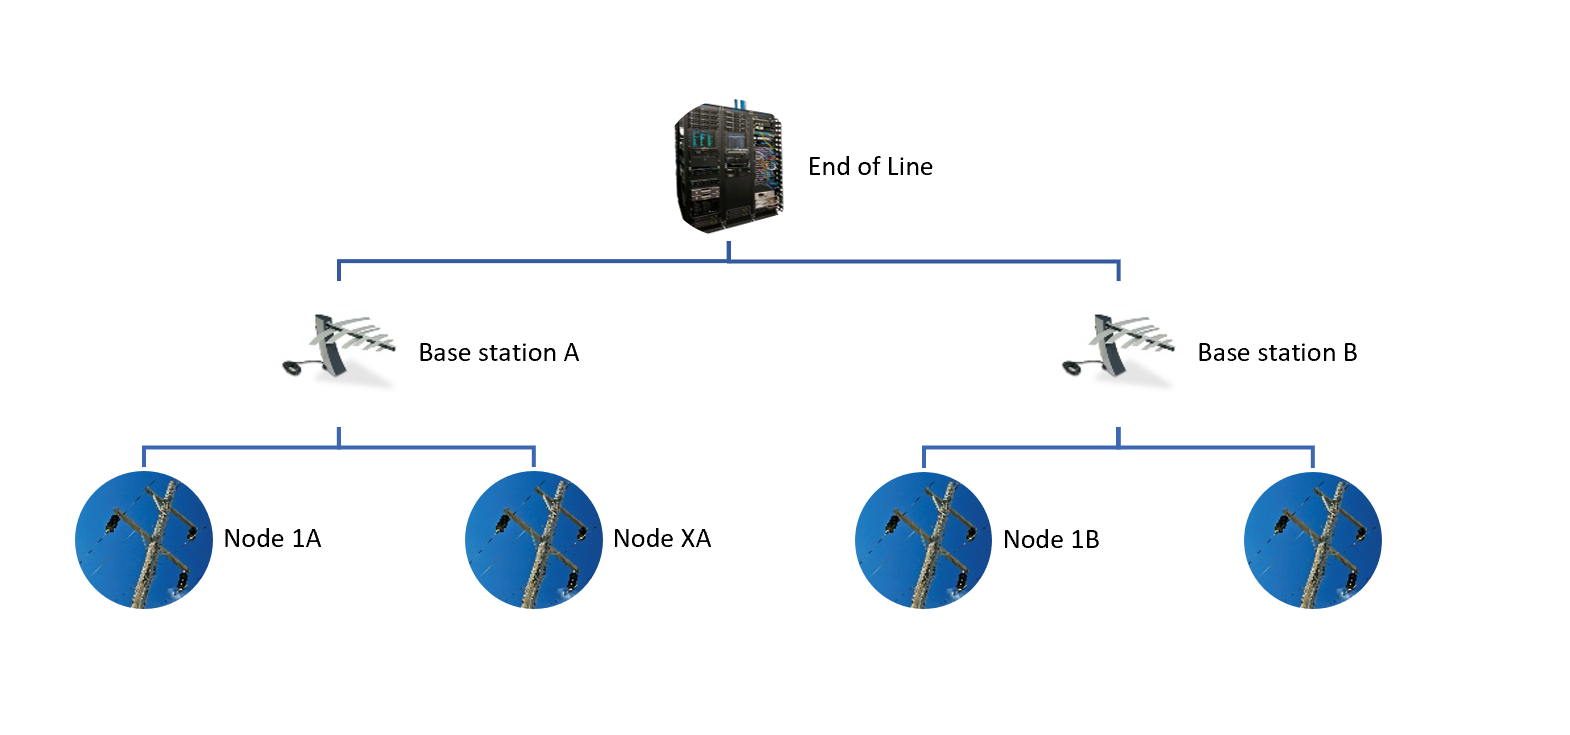 End of Line
Base station A
Base station B
Node 1A
Node XA
Node 1B